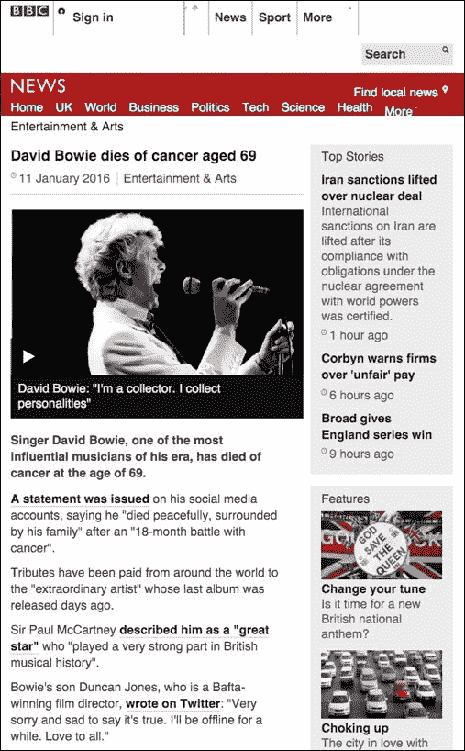 BBC
Sign in
News
Sport
More
Search
NEWS
Find local news
Home UK World Business Politics Tech Science Health More
Entertainment & Arts
David Bowie dies of cancer aged 69
11 January 2016 Entertainment & Arts
David Bowie: "I'm a collector. I collect
personalities"
Singer David Bowie, one of the most
influential musicians of his era, has died of
cancer at the age of 69.
A statement was issued on his social media
accounts, saying he "died peacefully, surrounded
by his family" after an "18-month battle with
cancer".
Tributes have been paid from around the world to
the "extraordinary artist" whose last album was
released days ago.
Sir Paul McCartney described him as a "great
star" who "played a very strong part in British
musical history".
Bowie's son Duncan Jones, who is a Bafta-
winning film director, wrote on Twitter: "Very
sorry and sad to say it's true. I'll be offline for a
while. Love to all."
Top Stories
Iran sanctions lifted
over nuclear deal
International
sanctions on Iran are
lifted after its
compliance with
obligations under the
nuclear agreement
with world powers
was certified.
1 hour ago
Corbyn warns firms
over 'unfair' pay
6 hours ago
Broad gives
England series win
9 hours ago
Features
GOD
SAVE
THE
QUEEN
Change your tune
Is it time for a new
British national
anthem?
Choking up
The city in love with